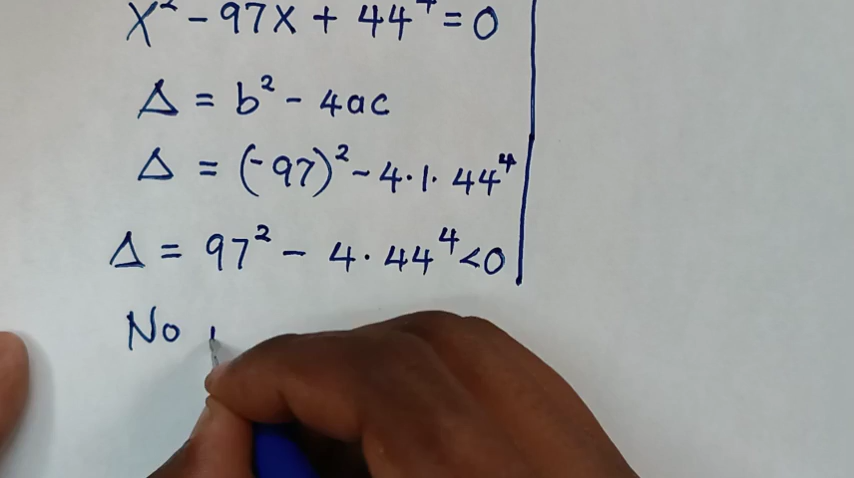 x² - 97x + 44⁴ = 0
Δ = b² - 4ac
Δ = (-97)² - 4·1·44⁴
Δ = 97² - 4·44⁴ < 0
No